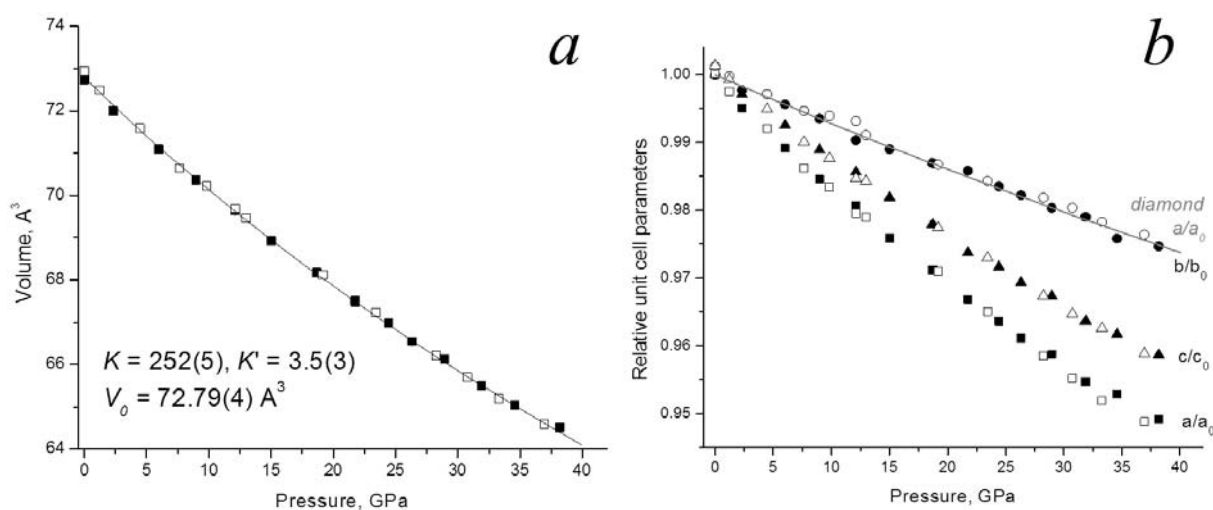 a
73
72
70
68
66
64
Volume, A³
K = 252(5), K' = 3.5(3)
V₀ = 72.79(4) A³
0 5 10 15 20 25 30 35 40
Pressure, GPa
b
1.00
0.99
0.98
0.97
0.96
0.95
Relative unit cell parameters
diamond
a/a₀
b/b₀
c/c₀
a/a₀
0 5 10 15 20 25 30 35 40
Pressure, GPa